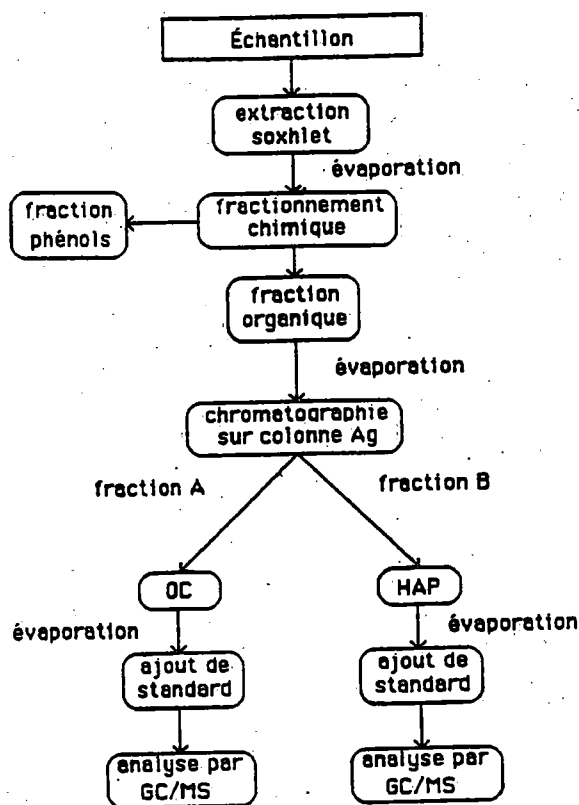 Échantillon
extraction
soxhlet
évaporation
fraction
phénols
fractionnement
chimique
fraction
organique
évaporation
chromatographie
sur colonne Ag
fraction A
fraction B
OC
HAP
évaporation
évaporation
ajout de
standard
ajout de
standard
analyse par
GC/MS
analyse par
GC/MS